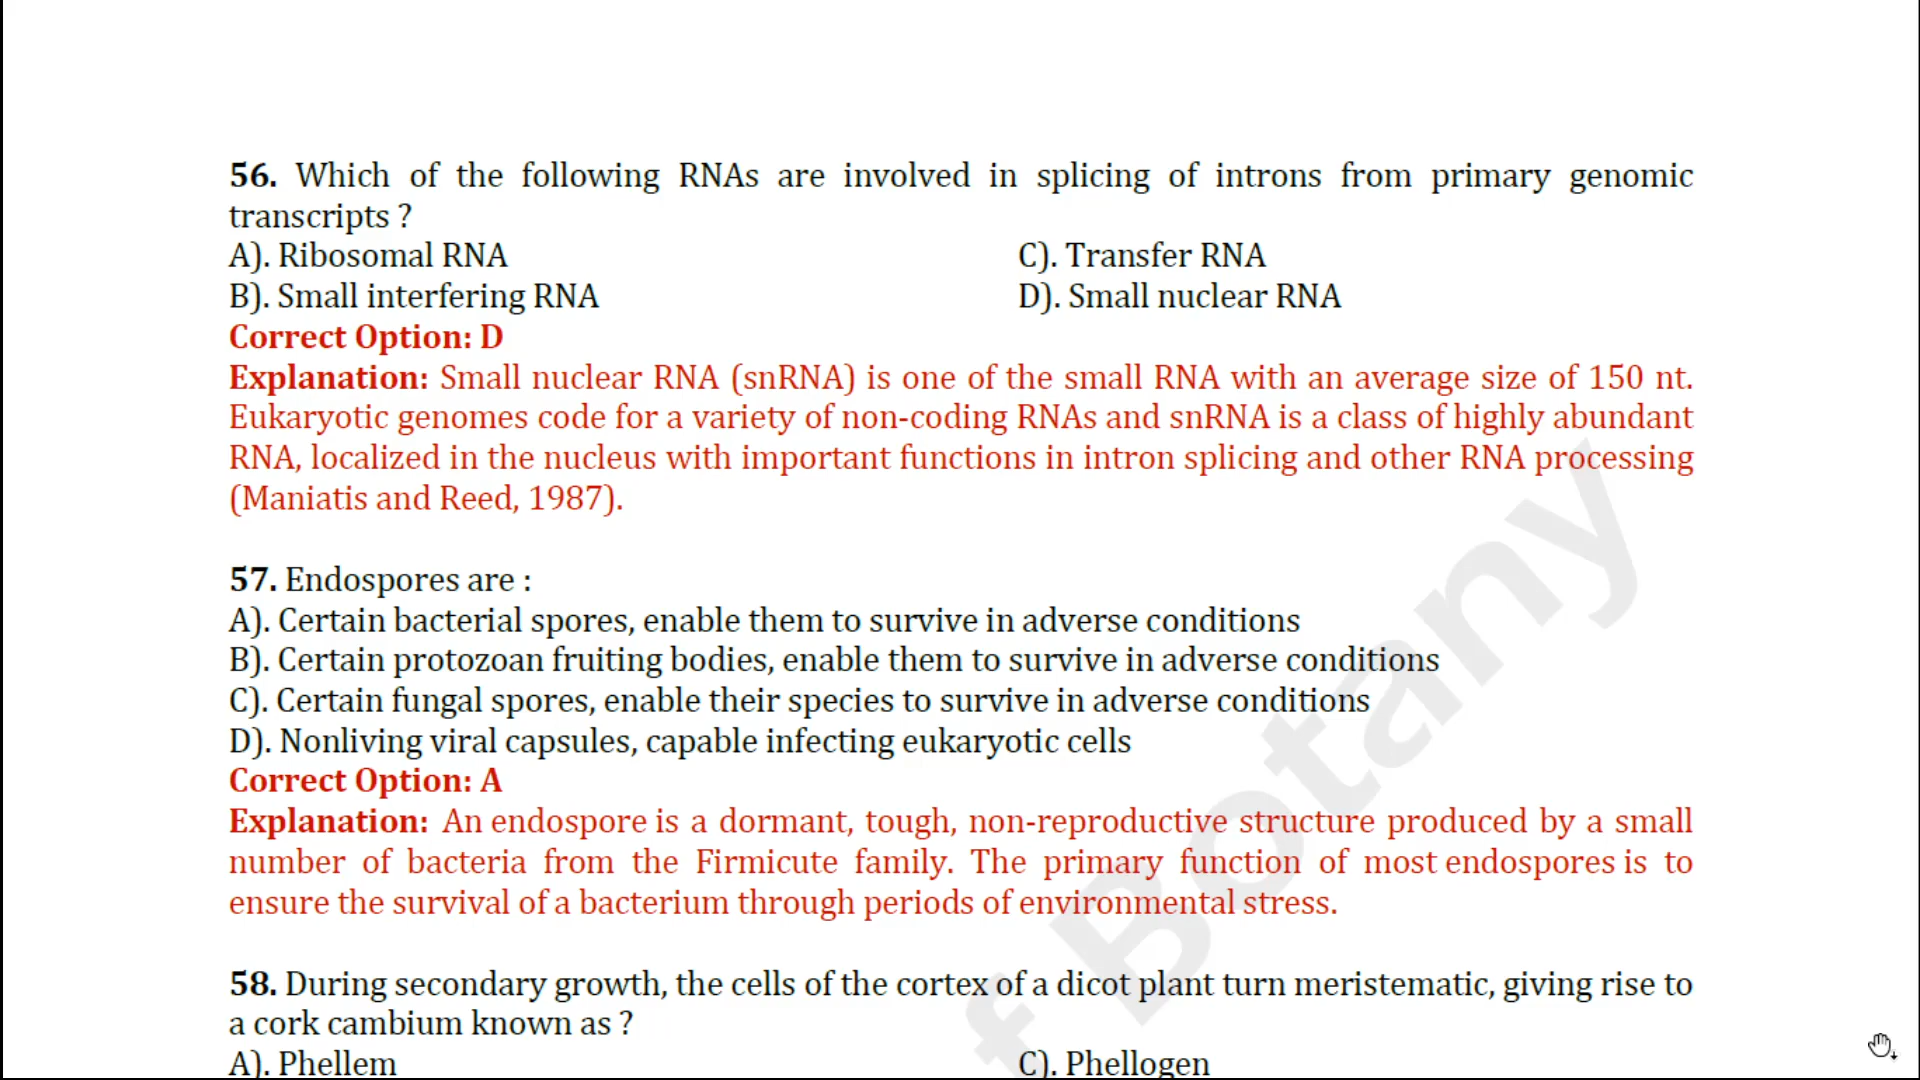 56. Which of the following RNAs are involved in splicing of introns from primary genomic
transcripts ?
A). Ribosomal RNA
C). Transfer RNA
B). Small interfering RNA
D). Small nuclear RNA
Correct Option: D
Explanation: Small nuclear RNA (snRNA) is one of the small RNA with an average size of 150 nt.
Eukaryotic genomes code for a variety of non-coding RNAs and snRNA is a class of highly abundant
RNA, localized in the nucleus with important functions in intron splicing and other RNA processing
(Maniatis and Reed, 1987).
57. Endospores are :
A). Certain bacterial spores, enable them to survive in adverse conditions
B). Certain protozoan fruiting bodies, enable them to survive in adverse conditions
C). Certain fungal spores, enable their species to survive in adverse conditions
D). Nonliving viral capsules, capable infecting eukaryotic cells
Correct Option: A
Explanation: An endospore is a dormant, tough, non-reproductive structure produced by a small
number of bacteria from the Firmicute family. The primary function of most endospores is to
ensure the survival of a bacterium through periods of environmental stress.
58. During secondary growth, the cells of the cortex of a dicot plant turn meristematic, giving rise to
a cork cambium known as ?
A). Phellem
C). Phellogen
f Botany